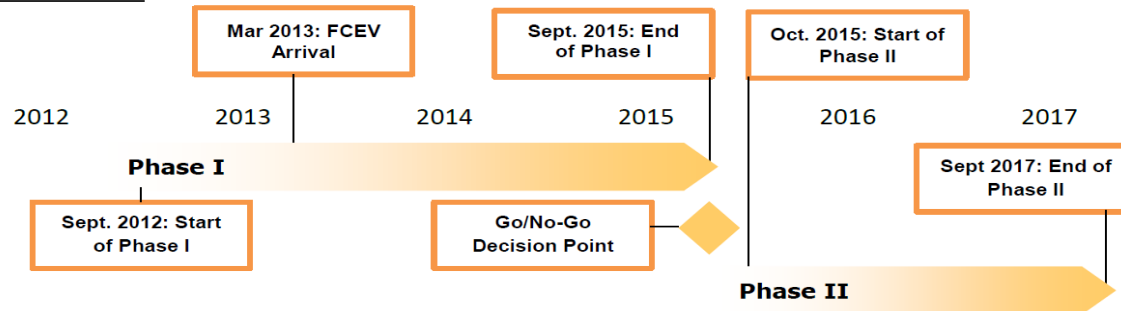 Mar 2013: FCEV
Arrival
Sept. 2015: End
of Phase I
Oct. 2015: Start of
Phase II
2012 2013 2014 2015 2016 2017
Phase I
Sept 2017: End of
Phase II
Sept. 2012: Start
of Phase I
Go/No-Go
Decision Point
Phase II